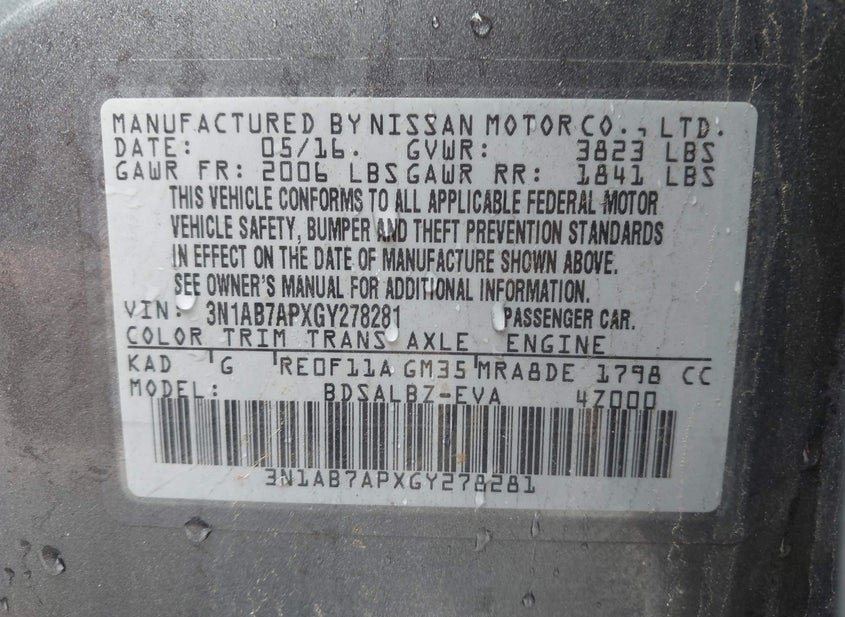 MANUFACTURED BY NISSAN MOTOR CO., LTD.
DATE: 05/16. GVWR: 3823 LBS
GAWR FR: 2006 LBS GAWR RR: 1841 LBS
THIS VEHICLE CONFORMS TO ALL APPLICABLE FEDERAL MOTOR
VEHICLE SAFETY, BUMPER AND THEFT PREVENTION STANDARDS
IN EFFECT ON THE DATE OF MANUFACTURE SHOWN ABOVE.
SEE OWNER'S MANUAL FOR ADDITIONAL INFORMATION.
VIN: 3N1AB7APXGY278281 PASSENGER CAR.
COLOR TRIM TRANS AXLE ENGINE
KAD G RE0F11A GM35 MRA8DE 1798 CC
MODEL: BDSALBZ-EVA 4Z000
3N1AB7APXGY278281